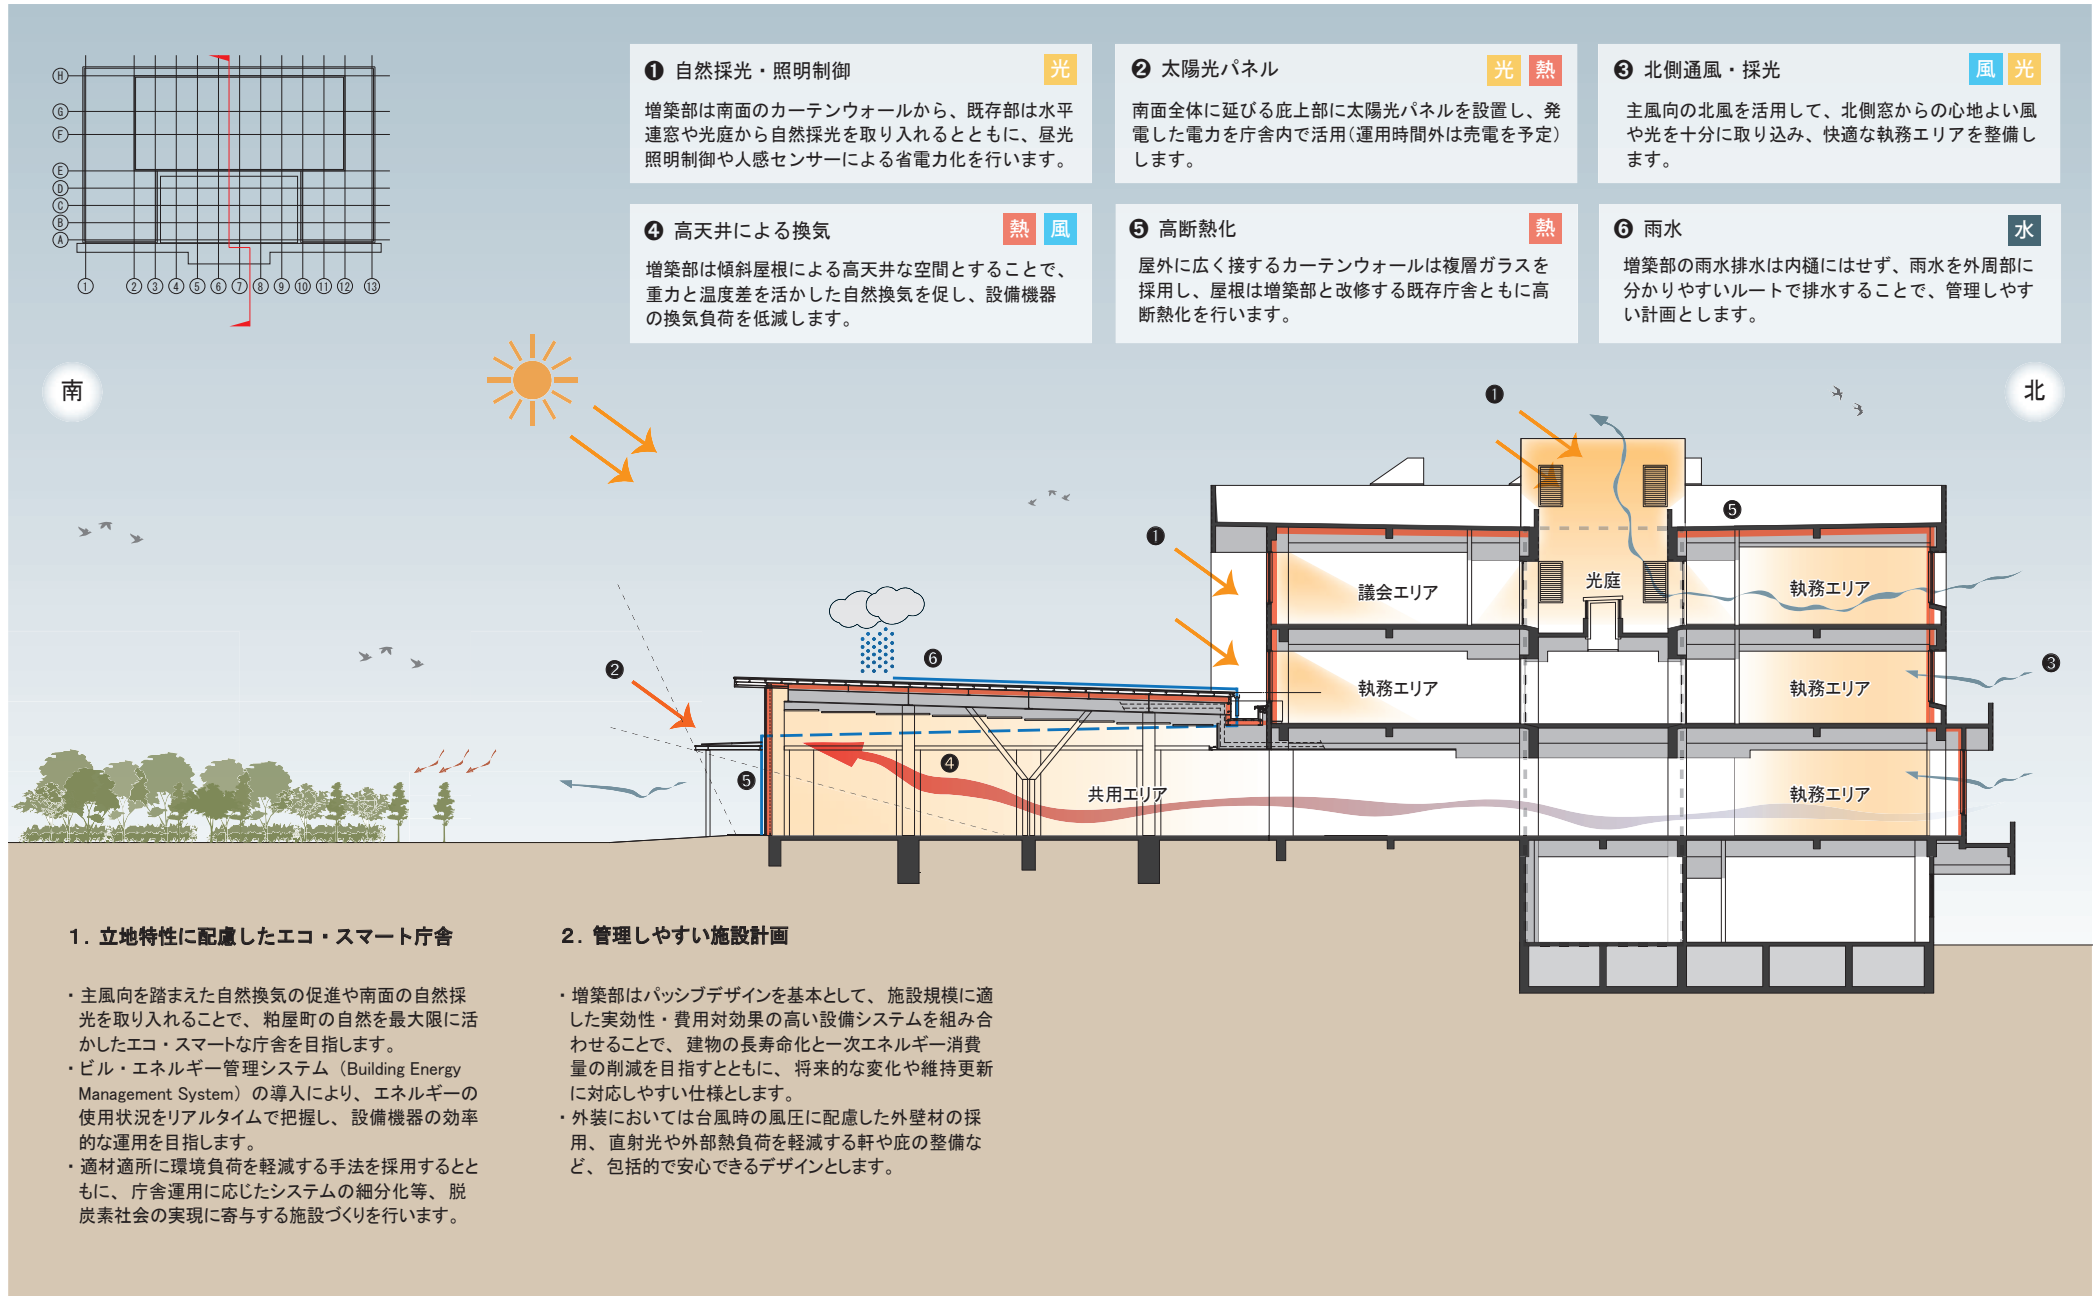 H
G
F
E
D
C
B
A
1 2 3 4 5 6 7 8 9 10 11 12 13
❶ 自然採光・照明制御 光
増築部は南面のカーテンウォールから、既存部は水平
連窓や光庭から自然採光を取り入れるとともに、昼光
照明制御や人感センサーによる省電力化を行います。
❷ 太陽光パネル 光 熱
南面全体に延びる庇上部に太陽光パネルを設置し、発
電した電力を庁舎内で活用(運用時間外は売電を予定)
します。
❸ 北側通風・採光 風 光
主風向の北風を活用して、北側窓からの心地よい風
や光を十分に取り込み、快適な執務エリアを整備し
ます。
❹ 高天井による換気 熱 風
増築部は傾斜屋根による高天井な空間とすることで、
重力と温度差を活かした自然換気を促し、設備機器
の換気負荷を低減します。
❺ 高断熱化 熱
屋外に広く接するカーテンウォールは複層ガラスを
採用し、屋根は増築部と改修する既存庁舎ともに高
断熱化を行います。
❻ 雨水 水
増築部の雨水排水は内樋にはせず、雨水を外周部に
分かりやすいルートで排水することで、管理しやす
い計画とします。
南
北
❶
❺
❶
議会エリア
光庭
執務エリア
❻
❷
執務エリア
執務エリア
❸
❺
❹
共用エリア
執務エリア
1. 立地特性に配慮したエコ・スマート庁舎
・主風向を踏まえた自然換気の促進や南面の自然採
光を取り入れることで、粕屋町の自然を最大限に活
かしたエコ・スマートな庁舎を目指します。
・ビル・エネルギー管理システム（Building Energy
Management System）の導入により、エネルギーの
使用状況をリアルタイムで把握し、設備機器の効率
的な運用を目指します。
・適材適所に環境負荷を軽減する手法を採用するとと
もに、庁舎運用に応じたシステムの細分化等、脱
炭素社会の実現に寄与する施設づくりを行います。
2. 管理しやすい施設計画
・増築部はパッシブデザインを基本として、施設規模に適
した実効性・費用対効果の高い設備システムを組み合
わせることで、建物の長寿命化と一次エネルギー消費
量の削減を目指すとともに、将来的な変化や維持更新
に対応しやすい仕様とします。
・外装においては台風時の風圧に配慮した外壁材の採
用、直射光や外部熱負荷を軽減する軒や庇の整備な
ど、包括的で安心できるデザインとします。